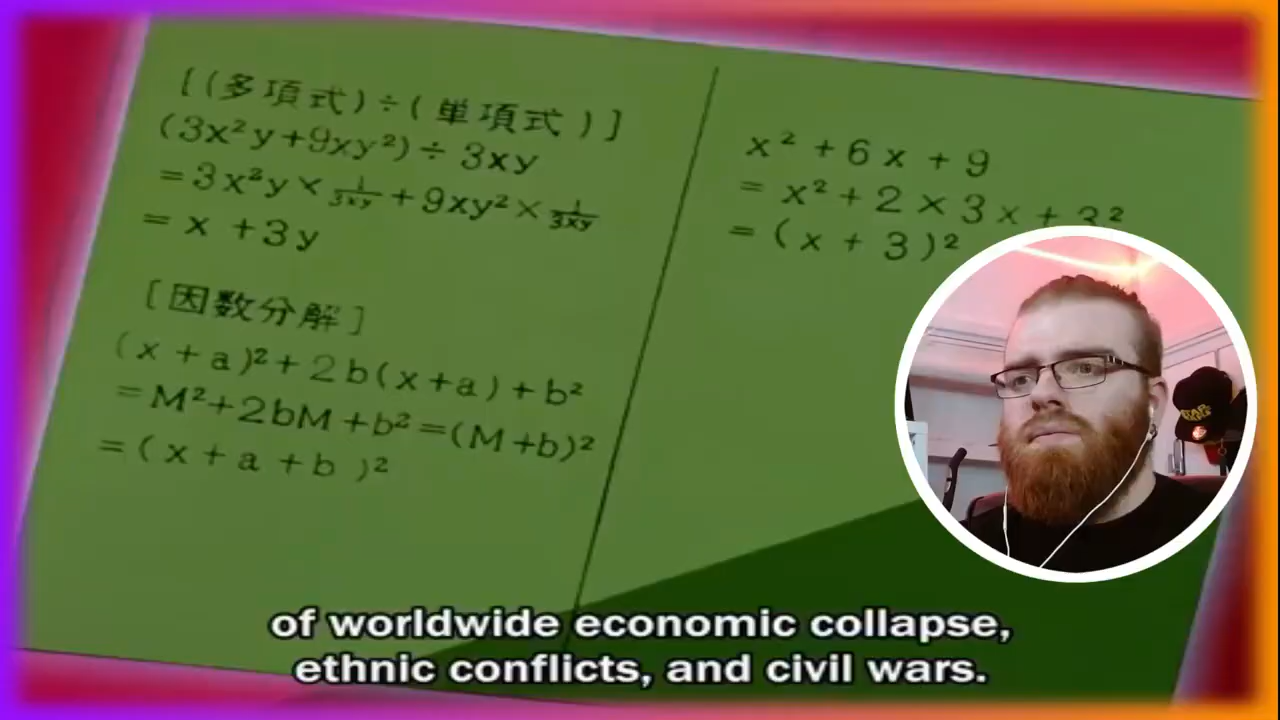 [(多項式)÷(単項式)]
(3x²y+9xy²)÷3xy
=3x²y×1/3xy+9xy²×1/3xy
=x+3y
[因数分解]
(x+a)²+2b(x+a)+b²
=M²+2bM+b²=(M+b)²
=(x+a+b)²
x²+6x+9
=x²+2×3x+3²
=(x+3)²
of worldwide economic collapse,
ethnic conflicts, and civil wars.